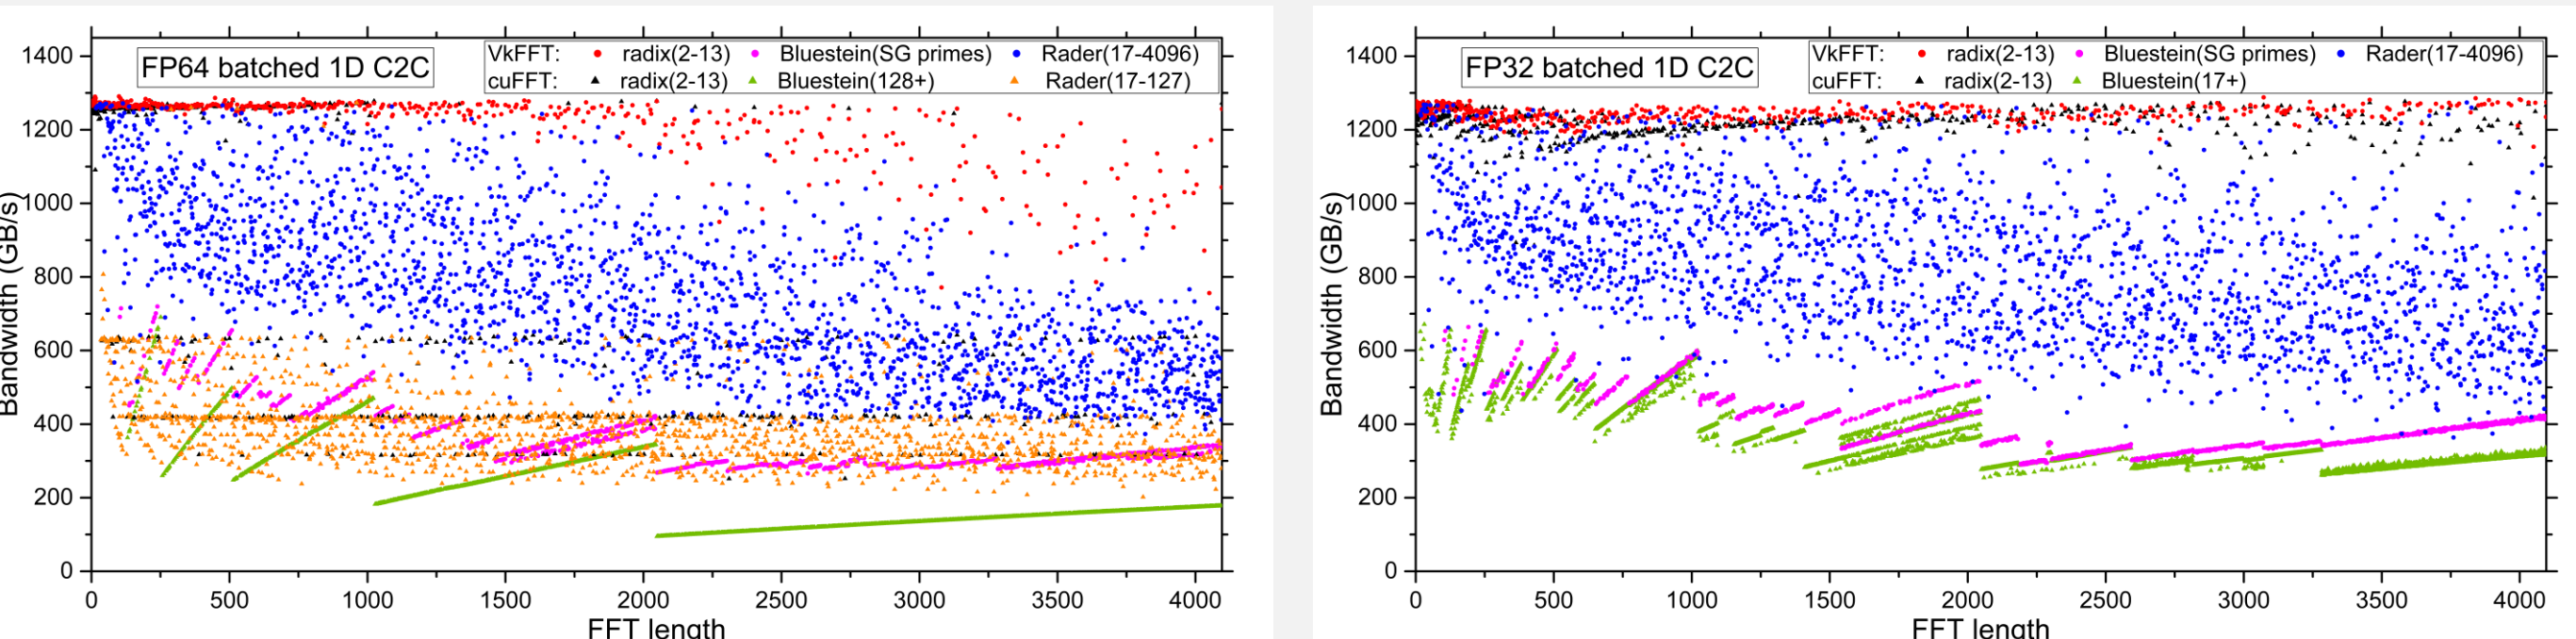 FP64 batched 1D C2C
VkFFT: radix(2-13) Bluestein(SG primes) Rader(17-4096)
cuFFT: radix(2-13) Bluestein(128+) Rader(17-127)
Bandwidth (GB/s)
1400
1200
1000
800
600
400
200
0
0 500 1000 1500 2000 2500 3000 3500 4000
FFT length
FP32 batched 1D C2C
VkFFT: radix(2-13) Bluestein(SG primes) Rader(17-4096)
cuFFT: radix(2-13) Bluestein(17+)
Bandwidth (GB/s)
1400
1200
1000
800
600
400
200
0
0 500 1000 1500 2000 2500 3000 3500 4000
FFT length